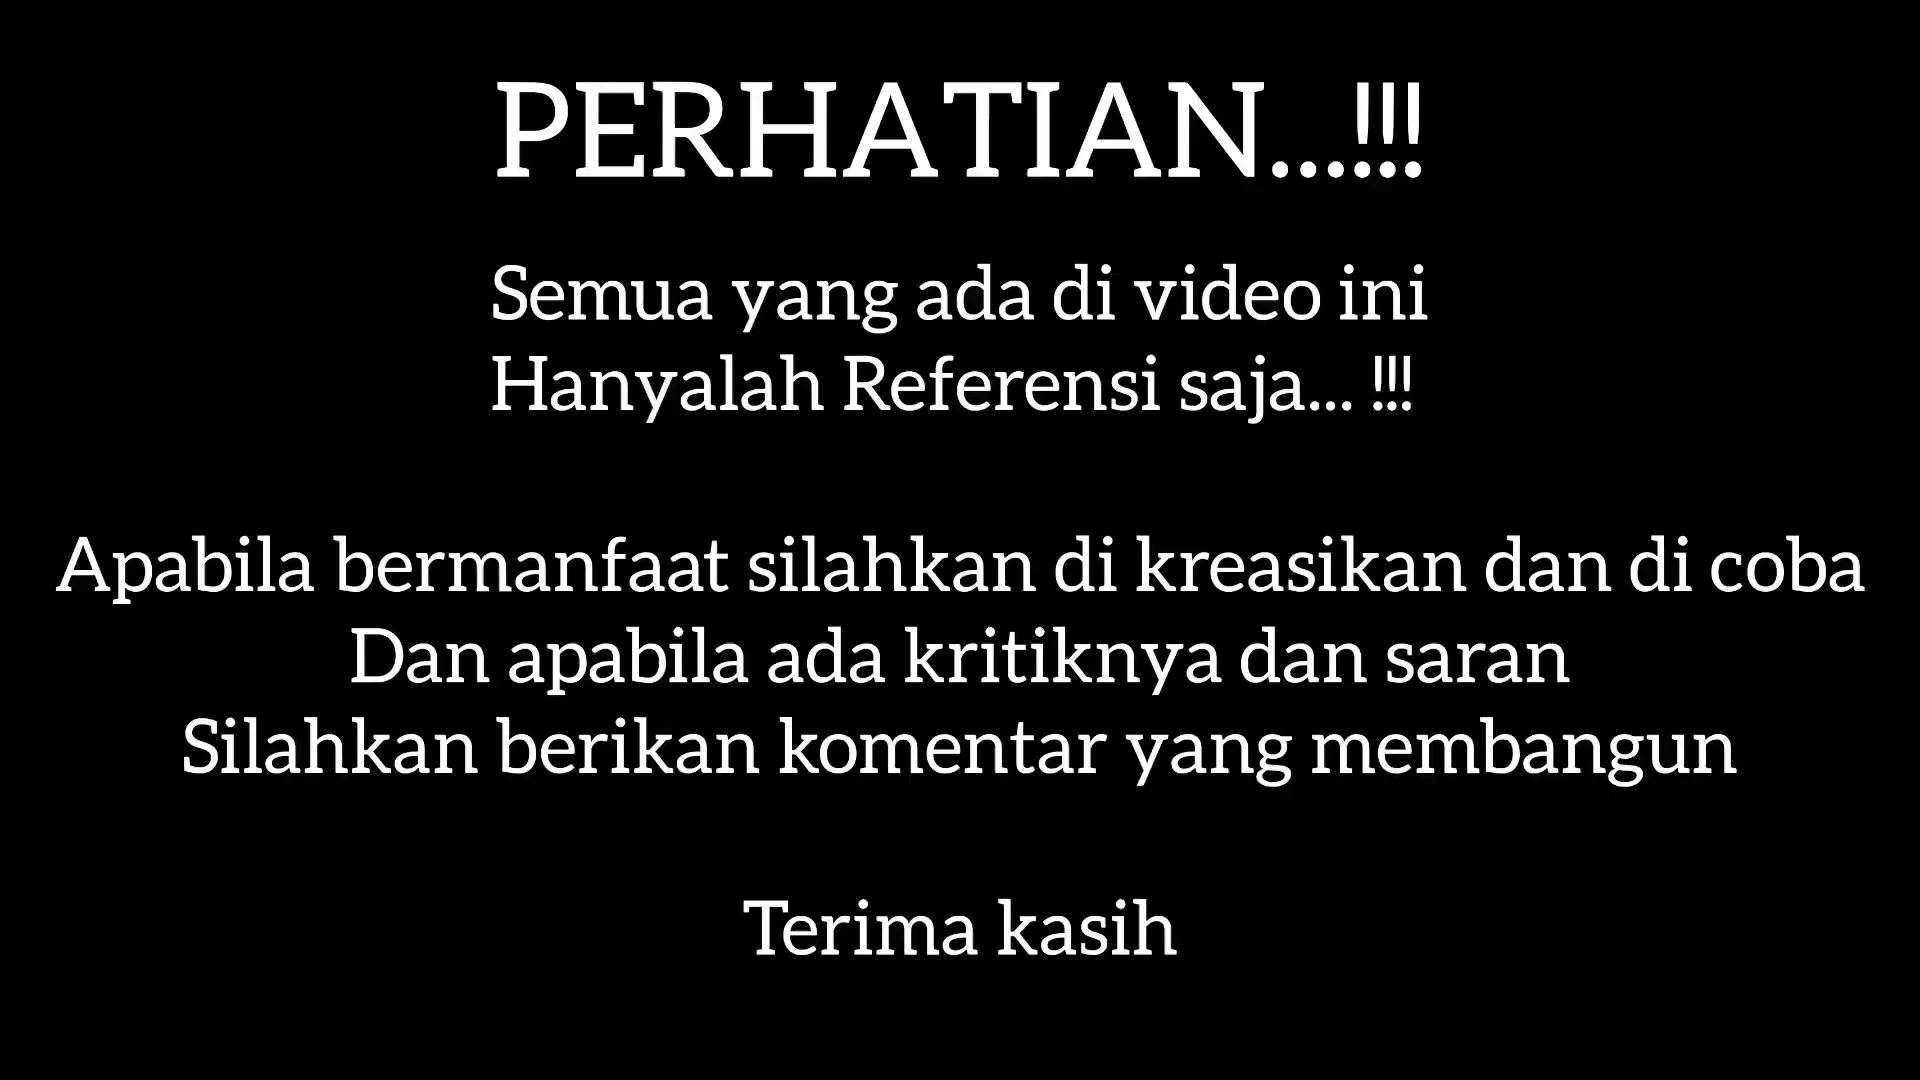 PERHATIAN...!!!
Semua yang ada di video ini
Hanyalah Referensi saja... !!!
Apabila bermanfaat silahkan di kreasikan dan di coba
Dan apabila ada kritiknya dan saran
Silahkan berikan komentar yang membangun
Terima kasih